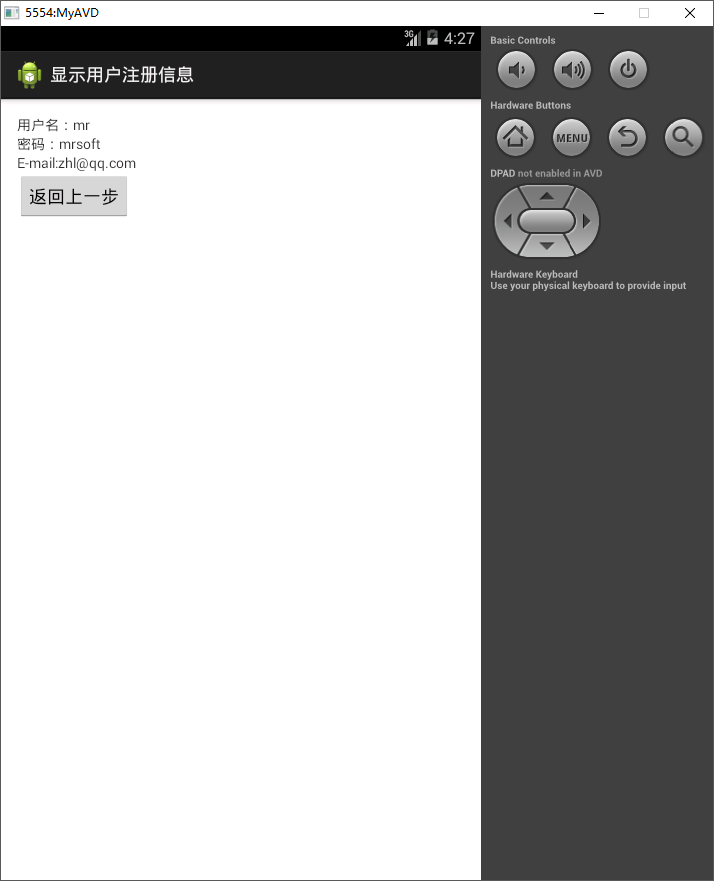 5554:MyAVD
3G 4:27
显示用户注册信息
用户名：mr
密码：mrsoft
E-mail:zhl@qq.com
返回上一步
Basic Controls
Hardware Buttons
MENU
DPAD not enabled in AVD
Hardware Keyboard
Use your physical keyboard to provide input